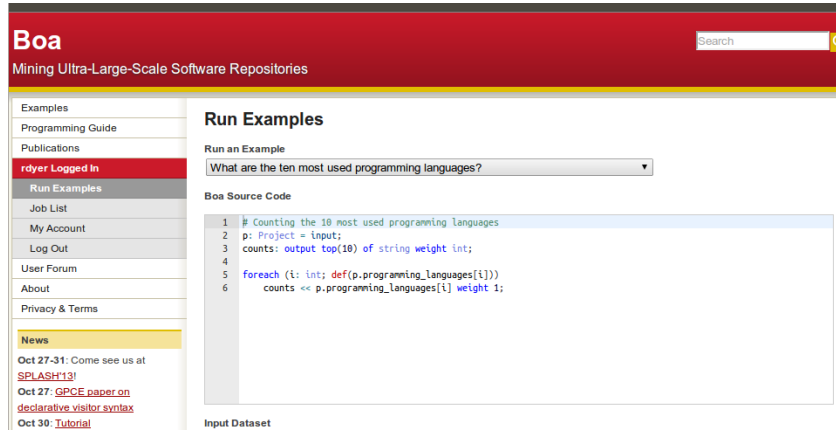 Boa
Search
Mining Ultra-Large-Scale Software Repositories
Examples
Programming Guide
Publications
rdyer Logged In
Run Examples
Job List
My Account
Log Out
User Forum
About
Privacy & Terms
News
Oct 27-31: Come see us at
SPLASH'13!
Oct 27: GPCE paper on
declarative visitor syntax
Oct 30: Tutorial
Run Examples
Run an Example
What are the ten most used programming languages?
Boa Source Code
1 # Counting the 10 most used programming languages
2 p: Project = input;
3 counts: output top(10) of string weight int;
4
5 foreach (i: int; def(p.programming_languages[i]))
6     counts << p.programming_languages[i] weight 1;
Input Dataset